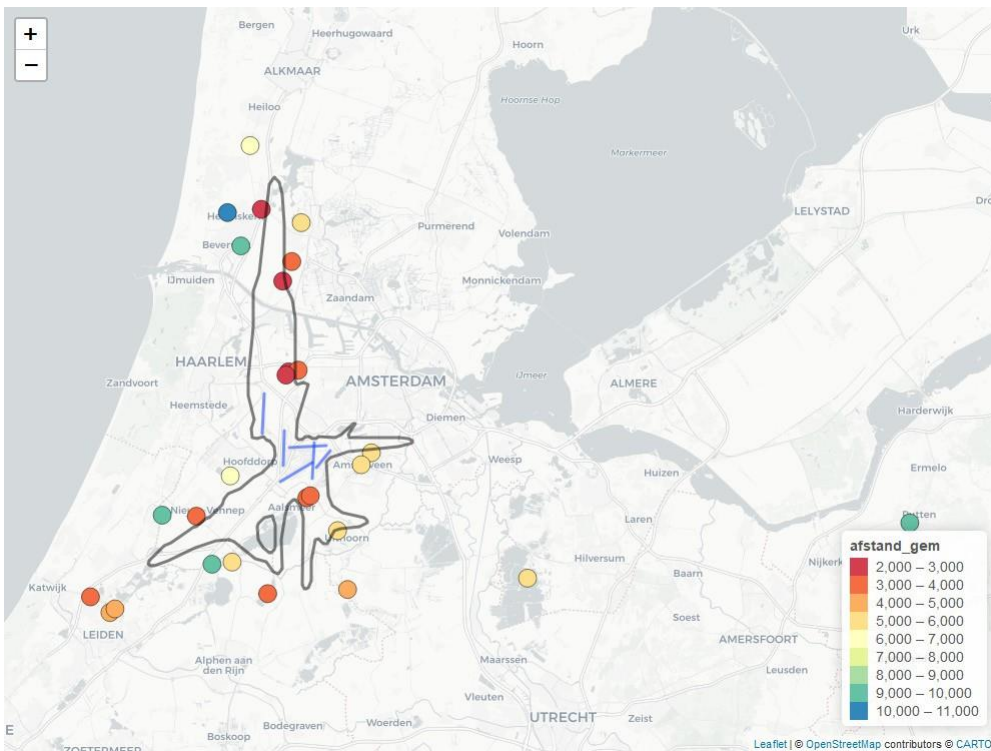 +
−
Bergen
Heerhugowaard
Hoorn
Urk
ALKMAAR
Hoornse Hop
Heiloo
Markermeer
LELYSTAD
Purmerend
Volendam
IJmuiden
Monnickendam
Zaandam
HAARLEM
Zandvoort
AMSTERDAM
IJmeer
ALMERE
Heemstede
Diemen
Harderwijk
Weesp
Hoofddorp
Huizen
Ermelo
Laren
Hilversum
Nijkerk
Baarn
Katwijk
Soest
LEIDEN
AMERSFOORT
Maarssen
Alphen aan
den Rijn
Leusden
Vleuten
UTRECHT
Zeist
Woerden
Bodegraven
Boskoop
ZOETERMEER
E
afstand_gem
2,000 – 3,000
3,000 – 4,000
4,000 – 5,000
5,000 – 6,000
6,000 – 7,000
7,000 – 8,000
8,000 – 9,000
9,000 – 10,000
10,000 – 11,000
Leaflet | © OpenStreetMap contributors © CARTO